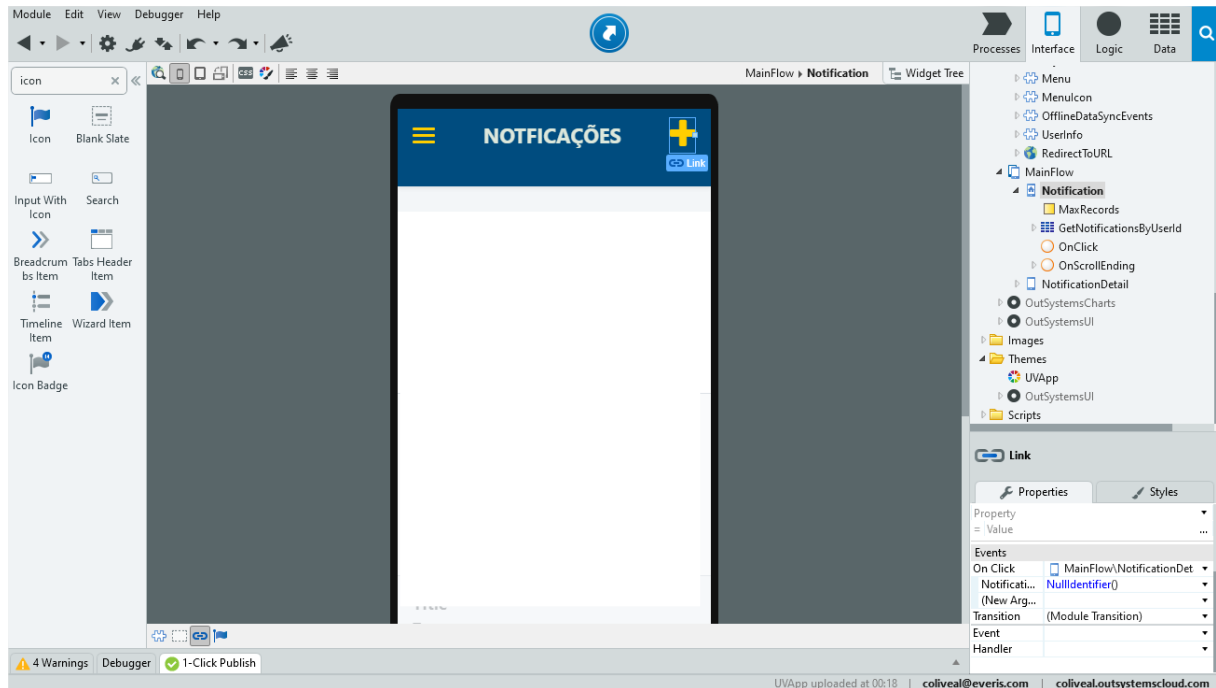 Module Edit View Debugger Help
Processes Interface Logic Data
icon
MainFlow Notification Widget Tree
Icon Blank Slate
Input With Icon Search
Breadcrum bs Item Tabs Header Item
Timeline Item Wizard Item
Icon Badge
NOTFICAÇÕES
Link
Menu
MenuIcon
OfflineDataSyncEvents
UserInfo
RedirectToURL
MainFlow
Notification
MaxRecords
GetNotificationsByUserId
OnClick
OnScrollEnding
NotificationDetail
OutSystemsCharts
OutSystemsUI
Images
Themes
UVApp
OutSystemsUI
Scripts
Link
Properties Styles
Property
= Value ...
Events
On Click MainFlow\NotificationDet
Notificati... NullIdentifier()
(New Arg...
Transition (Module Transition)
Event
Handler
4 Warnings Debugger 1-Click Publish
UVApp uploaded at 00:18 | coliveal@everis.com | coliveal.outsystemscloud.com